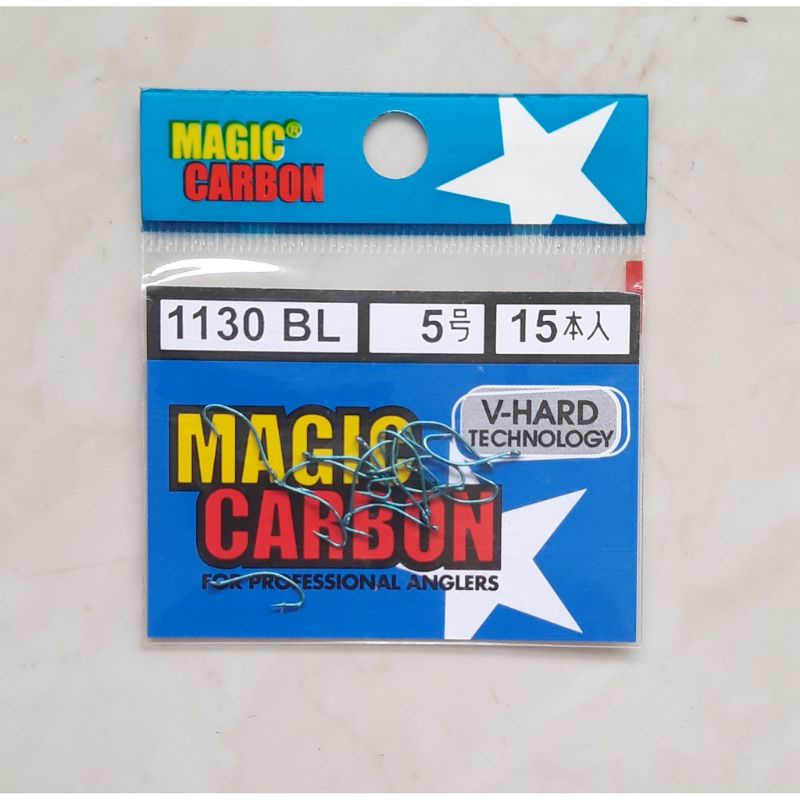 MAGIC®
CARBON
1130 BL 5号 15本入
V-HARD
TECHNOLOGY
MAGIC
CARBON
FOR PROFESSIONAL ANGLERS